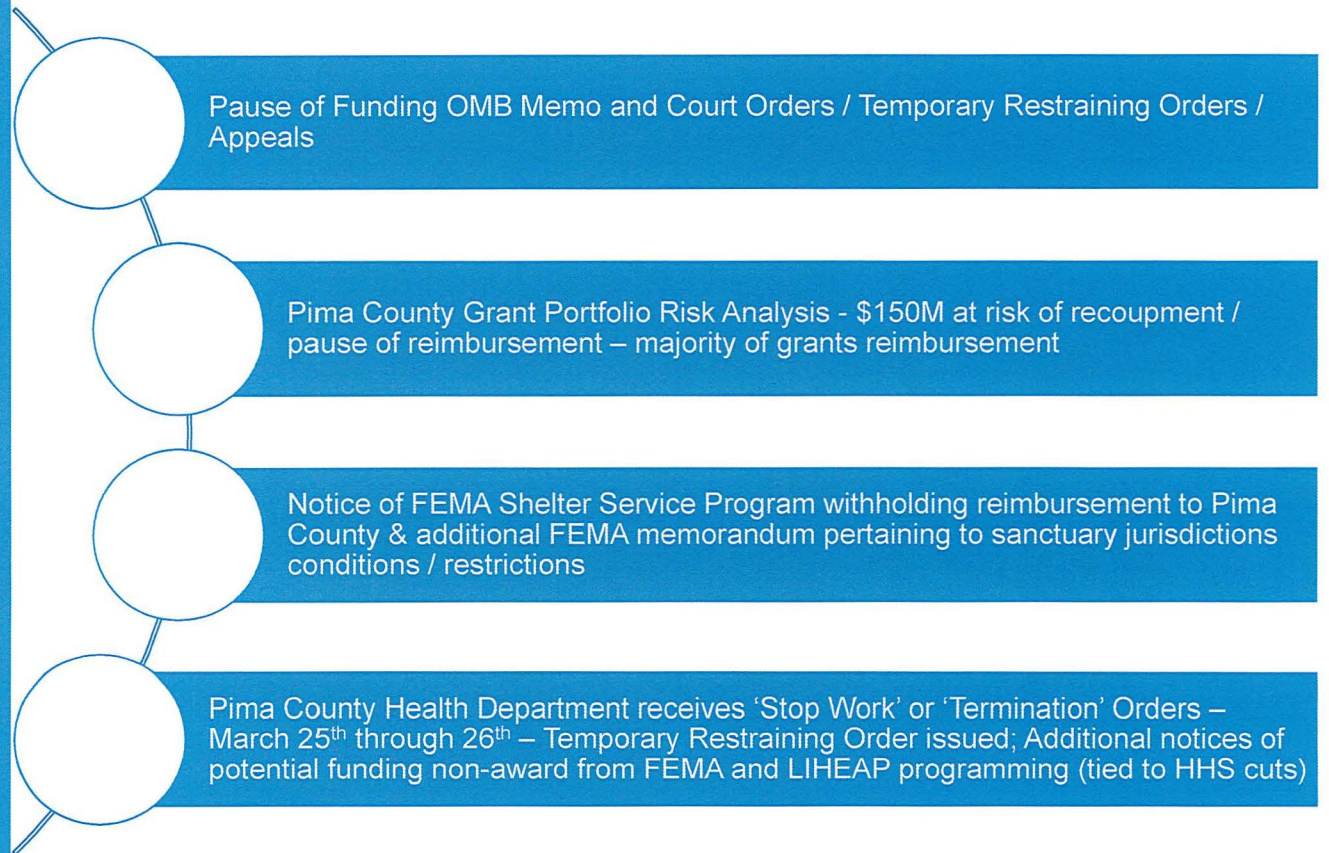 Pause of Funding OMB Memo and Court Orders / Temporary Restraining Orders /
Appeals
Pima County Grant Portfolio Risk Analysis - $150M at risk of recoupment /
pause of reimbursement – majority of grants reimbursement
Notice of FEMA Shelter Service Program withholding reimbursement to Pima
County & additional FEMA memorandum pertaining to sanctuary jurisdictions
conditions / restrictions
Pima County Health Department receives ‘Stop Work’ or ‘Termination’ Orders –
March 25th through 26th – Temporary Restraining Order issued; Additional notices of
potential funding non-award from FEMA and LIHEAP programming (tied to HHS cuts)